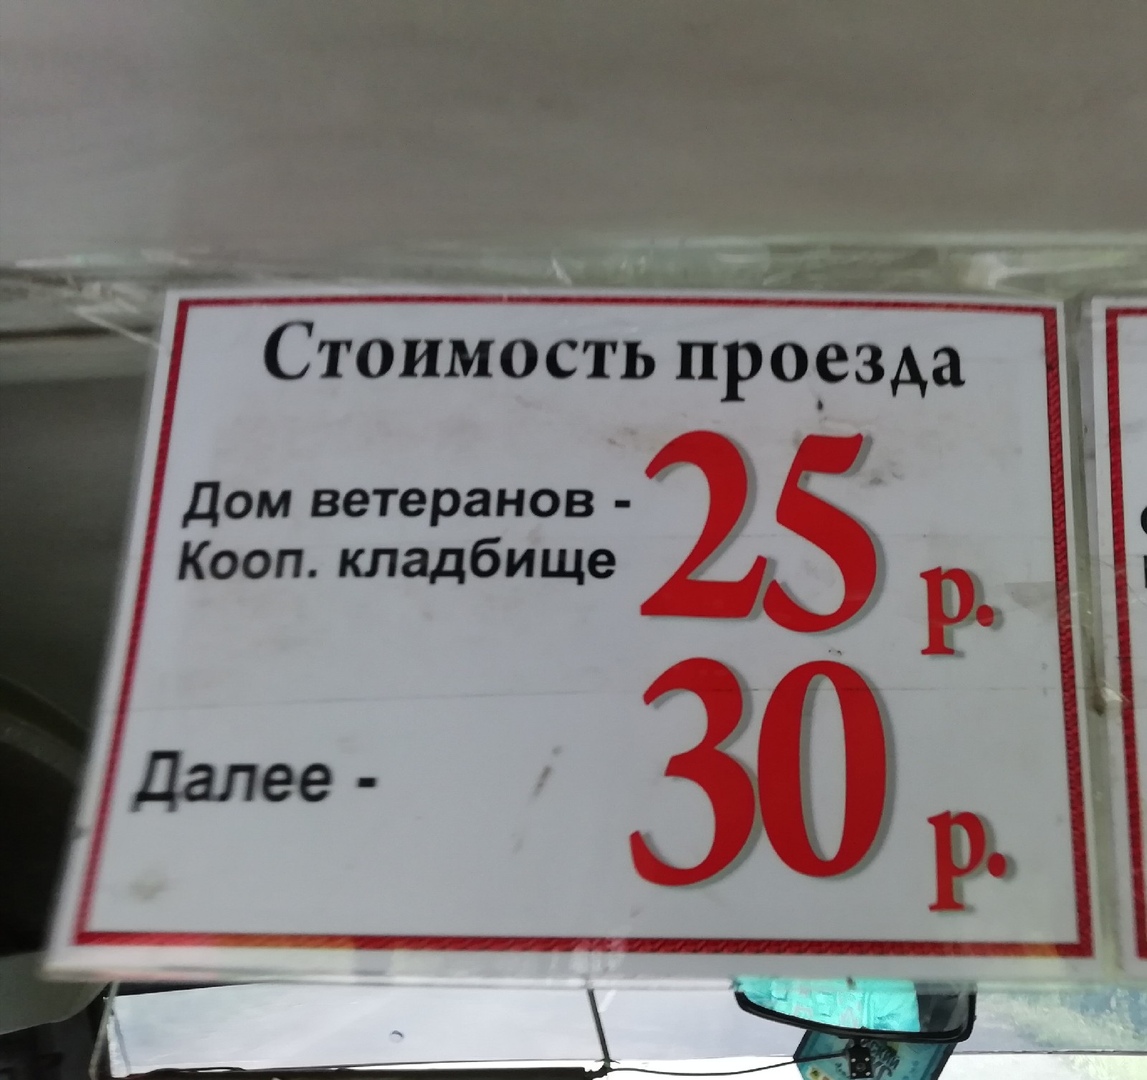 Стоимость проезда
Дом ветеранов -
Кооп. кладбище
25 р.
Далее - 30 р.